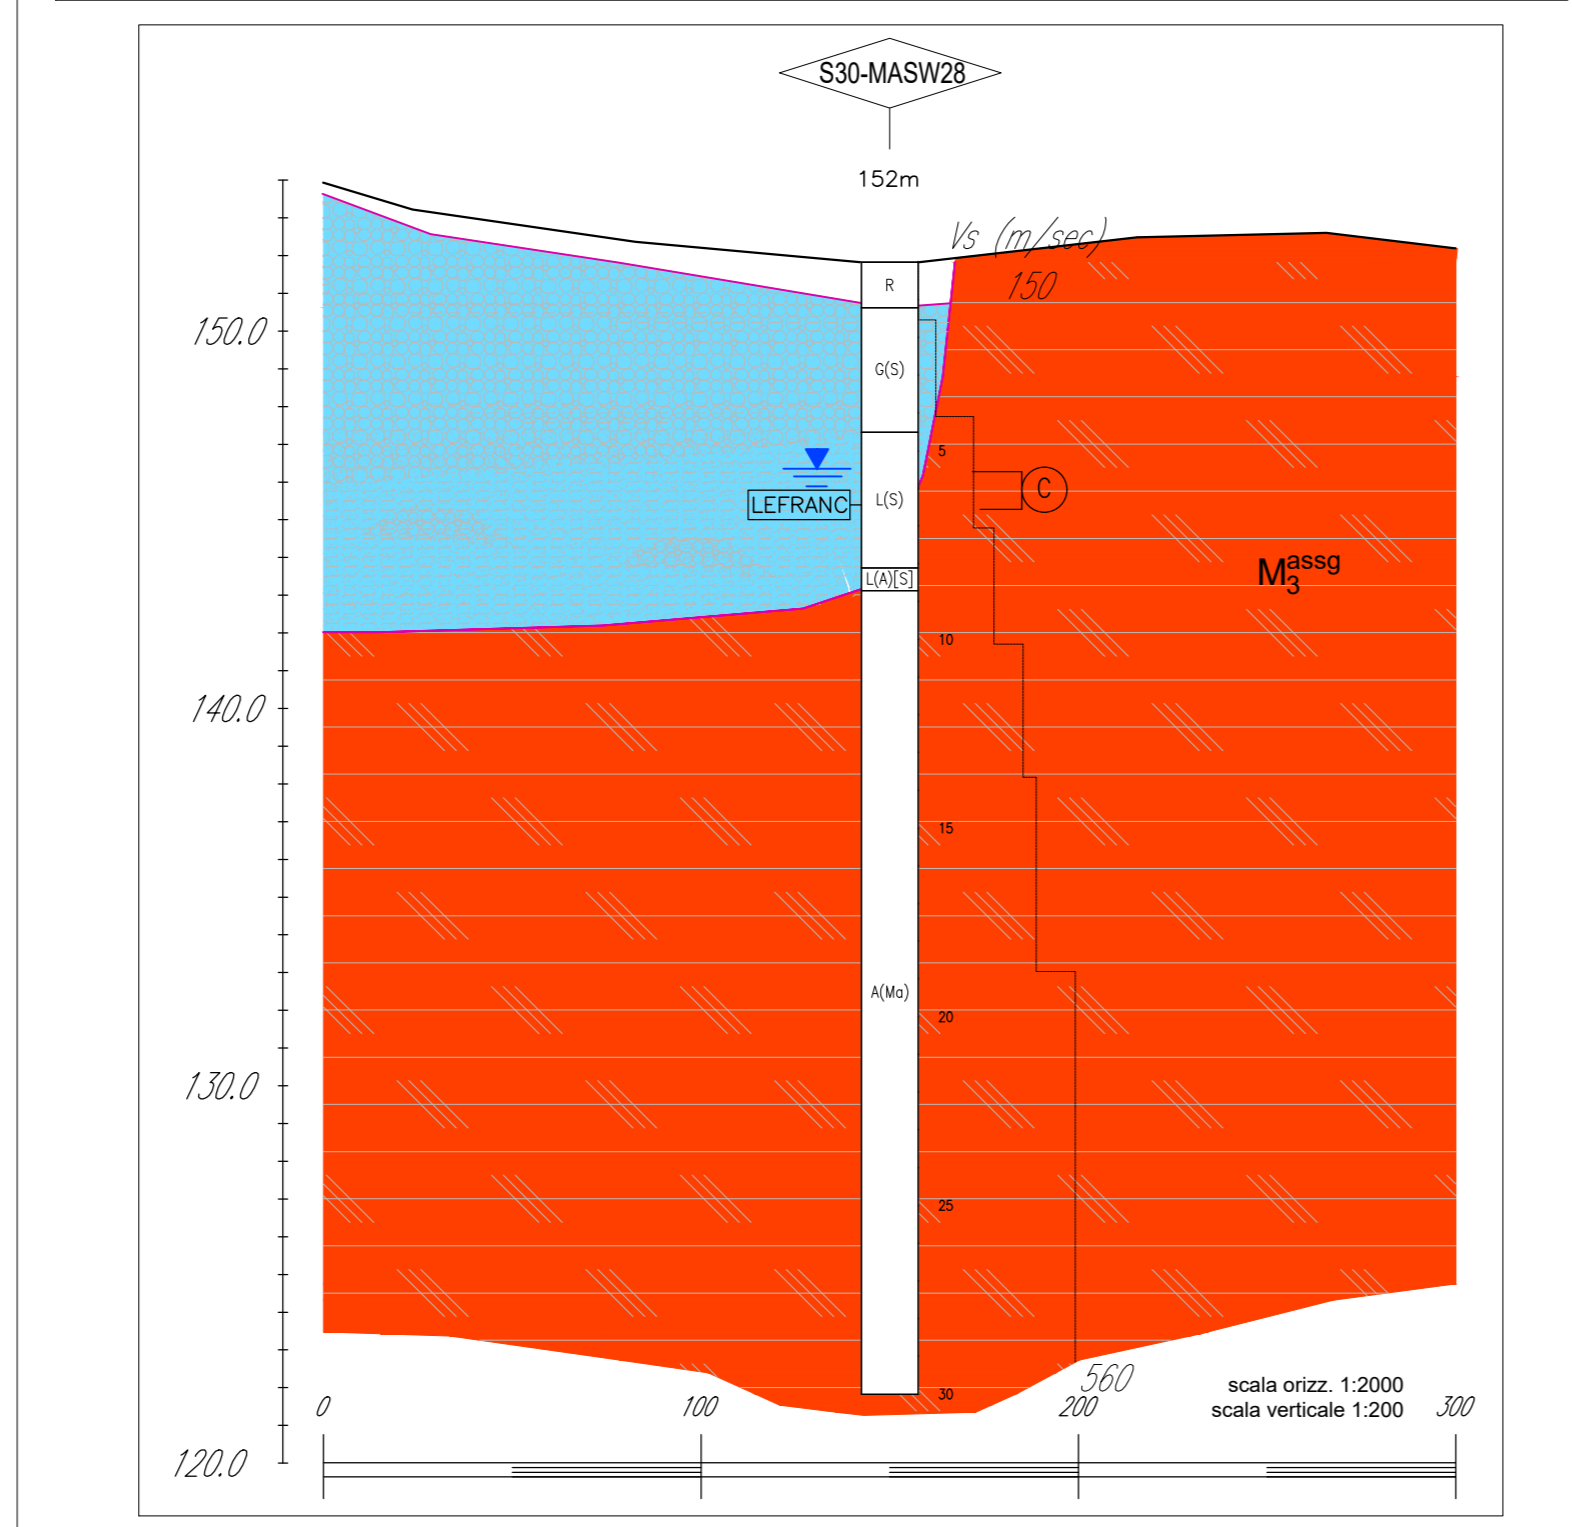 S30-MASW28
152m
Vs (m/sec)
150
R
150.0
G(S)
5
C
LEFRANC
L(S)
M3assg
L(A)[S]
10
140.0
15
A(Ma)
20
130.0
25
560
30
scala orizz. 1:2000
scala verticale 1:200
0
100
200
300
120.0